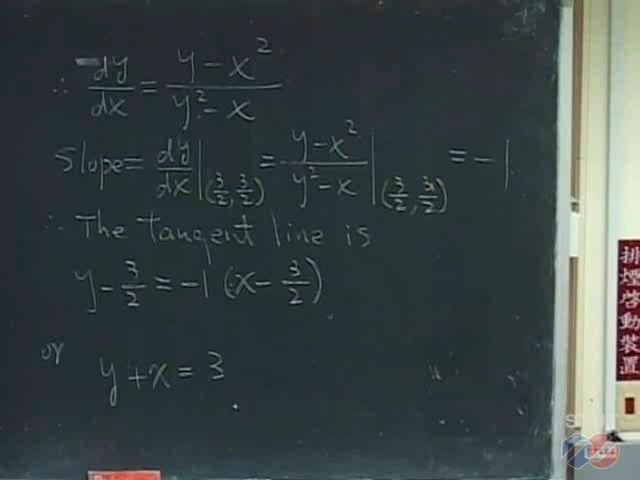 ∴ dy/dx = (y − x²)/(y² − x)
Slope = dy/dx |(3/2, 3/2) = (y − x²)/(y² − x) |(3/2, 3/2) = −1
∴ The tangent line is
y − 3/2 = −1 (x − 3/2)
or y + x = 3
排煙啓動裝置